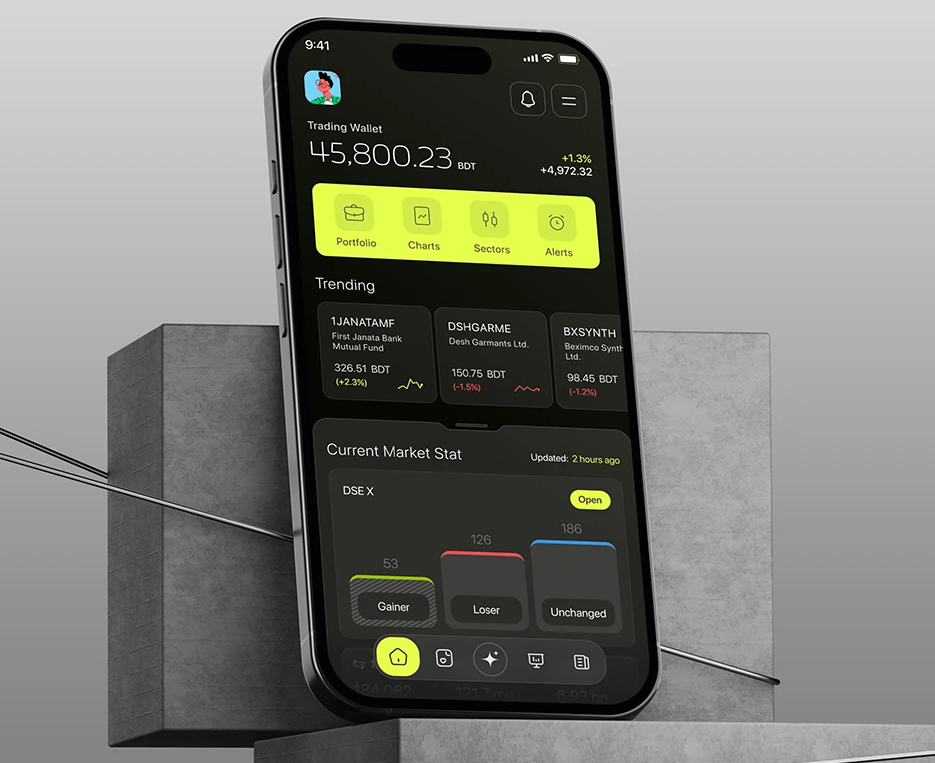 9:41
Trading Wallet
45,800.23 BDT
+1.3%
+4,972.32
Portfolio
Charts
Sectors
Alerts
Trending
1JANATAMF
First Janata Bank
Mutual Fund
326.51 BDT
(+2.3%)
DSHGARME
Desh Garments Ltd.
150.75 BDT
(-1.5%)
BXSYNTH
Beximco Synth
Ltd.
98.45 BDT
(-1.2%)
Current Market Stat
Updated: 2 hours ago
DSE X
Open
53
126
186
Gainer
Loser
Unchanged
184,082
121.7 mn
6.93 bn